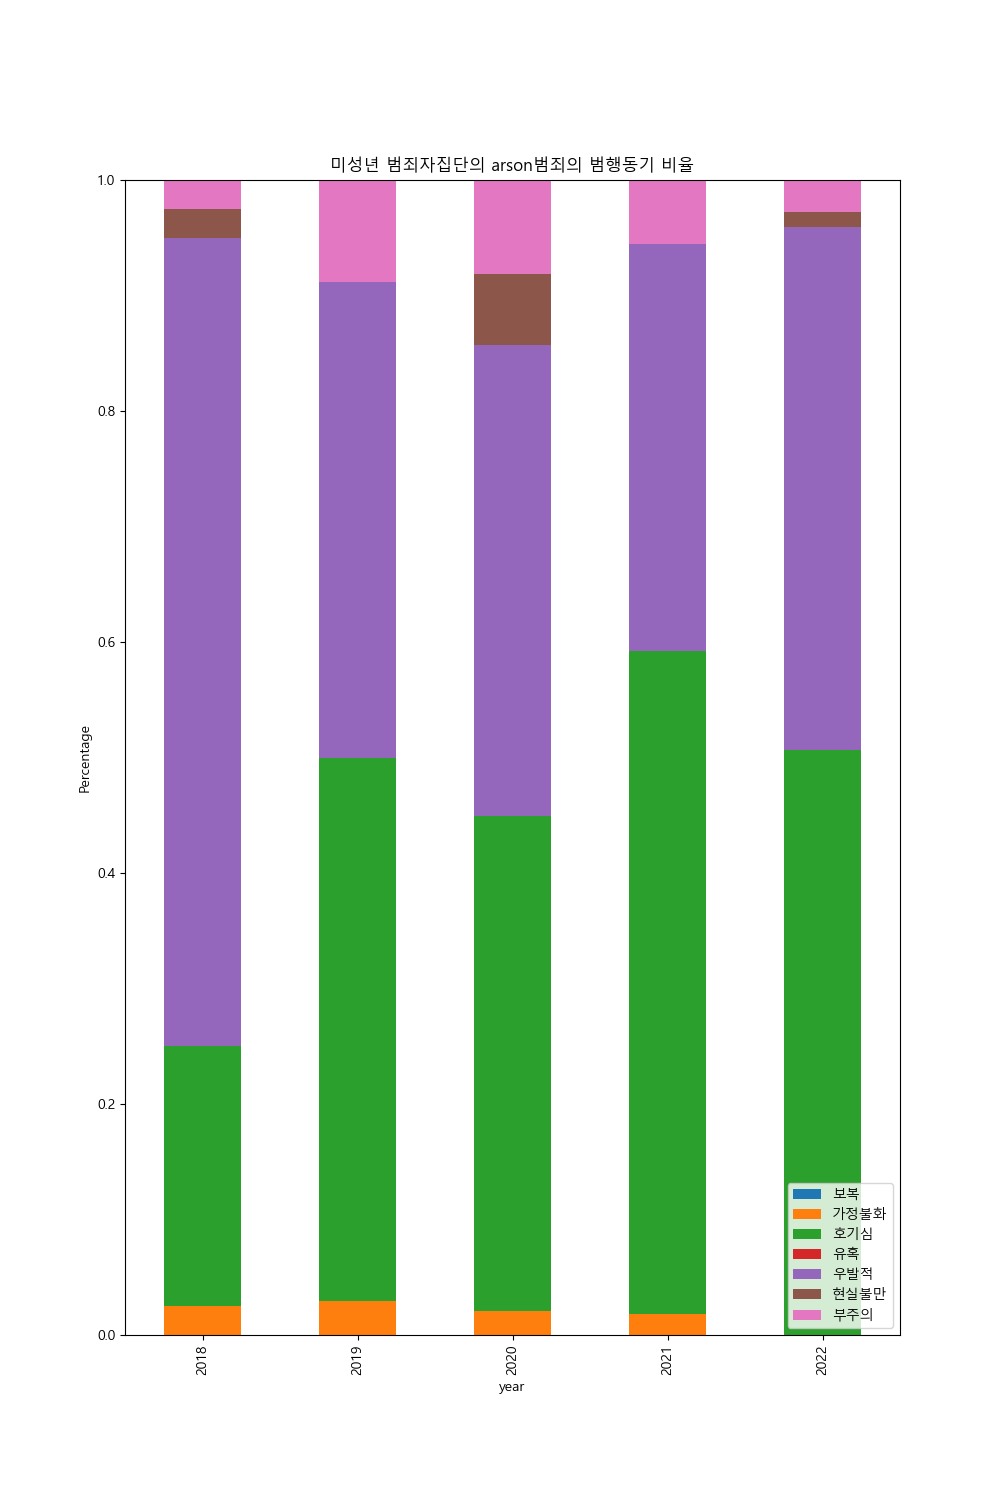 미성년 범죄자집단의 arson범죄의 범행동기 비율
1.0
0.8
0.6
0.4
0.2
0.0
Percentage
2018
2019
2020
2021
2022
year
보복
가정불화
호기심
유혹
우발적
현실불만
부주의